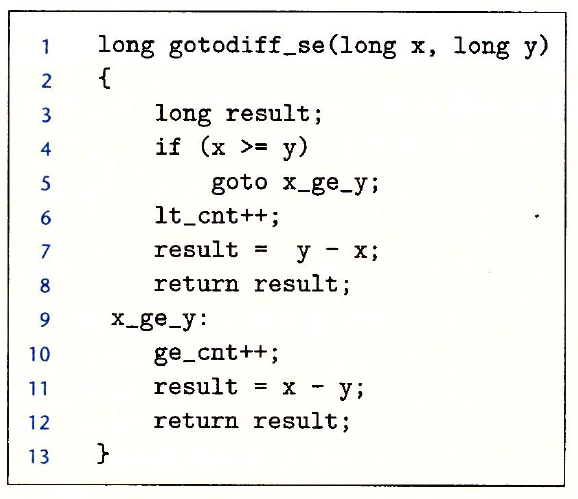 1 long gotodiff_se(long x, long y)
2 {
3 long result;
4 if (x >= y)
5 goto x_ge_y;
6 lt_cnt++;
7 result =  y - x;
8 return result;
9 x_ge_y:
10 ge_cnt++;
11 result = x - y;
12 return result;
13 }